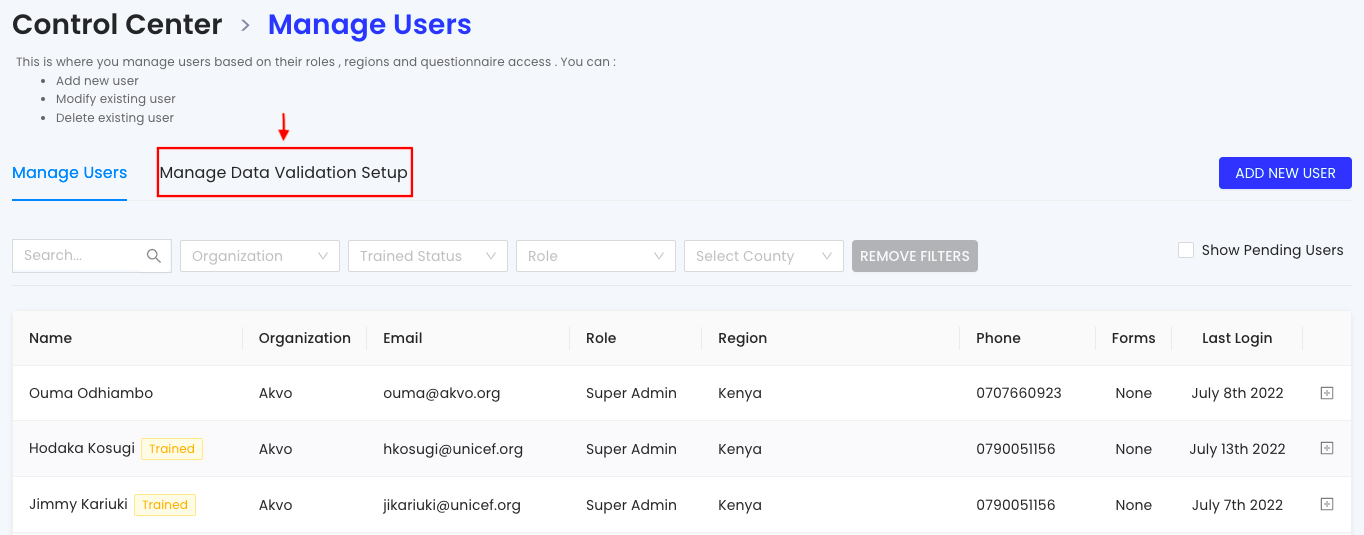 Control Center > Manage Users
This is where you manage users based on their roles , regions and questionnaire access . You can :
• Add new user
• Modify existing user
• Delete existing user
Manage Users Manage Data Validation Setup ADD NEW USER
Search... Organization Trained Status Role Select County REMOVE FILTERS Show Pending Users
Name Organization Email Role Region Phone Forms Last Login
Ouma Odhiambo Akvo ouma@akvo.org Super Admin Kenya 0707660923 None July 8th 2022
Hodaka Kosugi Trained Akvo hkosugi@unicef.org Super Admin Kenya 0790051156 None July 13th 2022
Jimmy Kariuki Trained Akvo jikariuki@unicef.org Super Admin Kenya 0790051156 None July 7th 2022